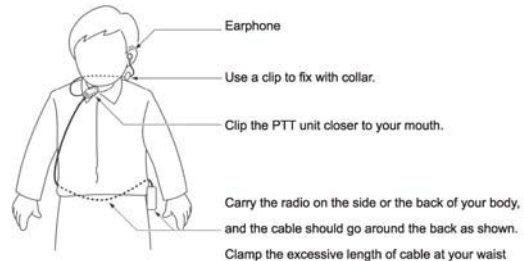 Earphone
Use a clip to fix with collar.
Clip the PTT unit closer to your mouth.
Carry the radio on the side or the back of your body,
and the cable should go around the back as shown.
Clamp the excessive length of cable at your waist